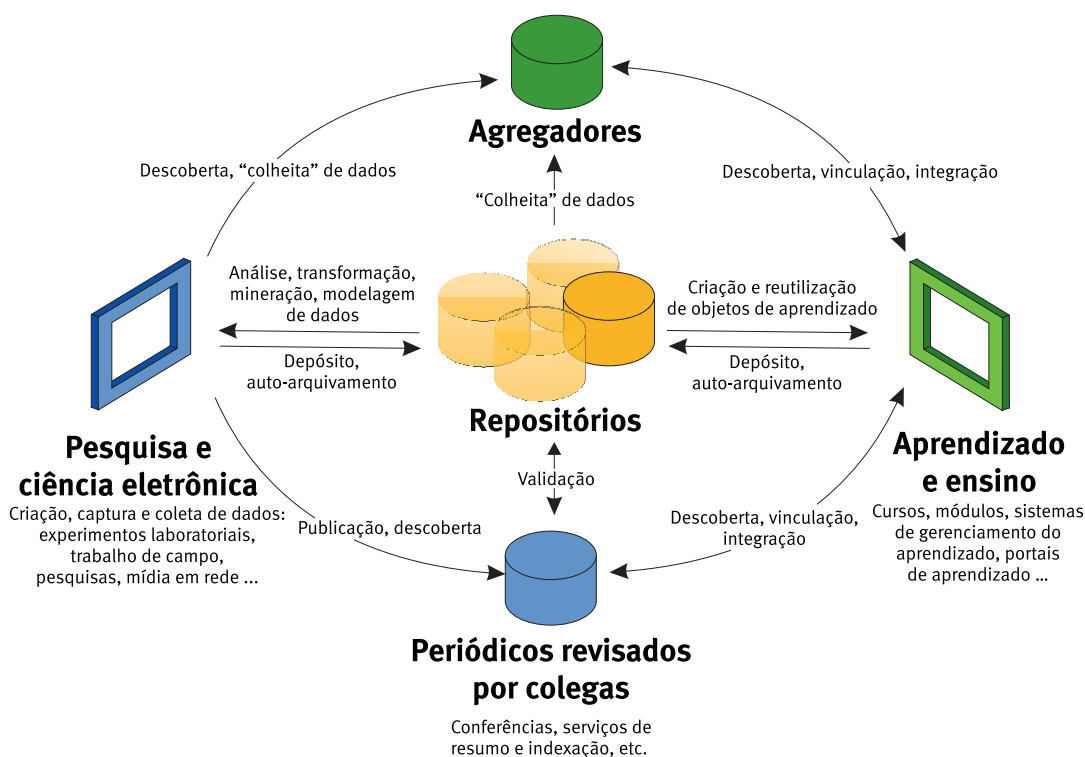 Agregadores
Descoberta, “colheita” de dados
Descoberta, vinculação, integração
“Colheita” de dados
Análise, transformação,
mineração, modelagem
de dados
Criação e reutilização
de objetos de aprendizado
Depósito,
auto-arquivamento
Depósito,
auto-arquivamento
Repositórios
Pesquisa e
ciência eletrônica
Criação, captura e coleta de dados:
experimentos laboratoriais,
trabalho de campo,
pesquisas, mídia em rede ...
Aprendizado
e ensino
Cursos, módulos, sistemas
de gerenciamento do
aprendizado, portais
de aprendizado ...
Validação
Publicação, descoberta
Descoberta, vinculação,
integração
Periódicos revisados
por colegas
Conferências, serviços de
resumo e indexação, etc.